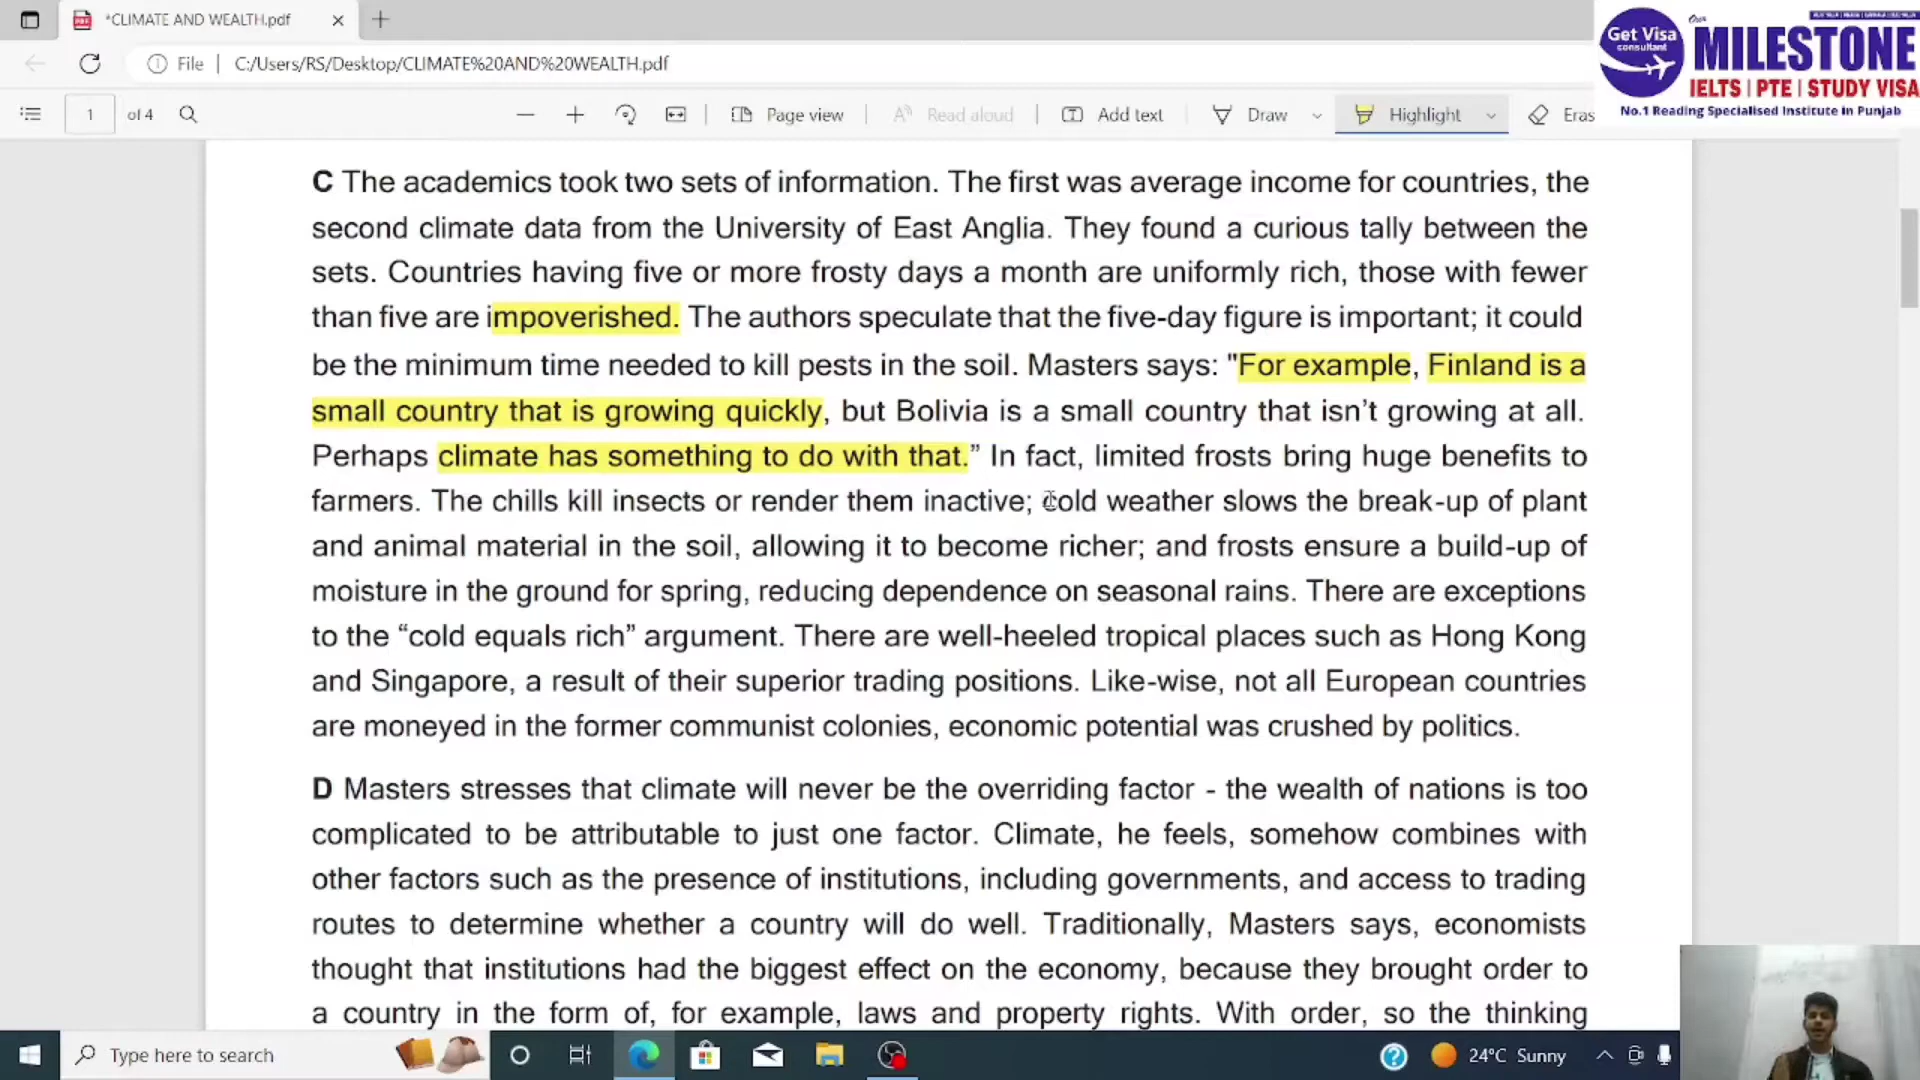 *CLIMATE AND WEALTH.pdf
File
C:/Users/RS/Desktop/CLIMATE%20AND%20WEALTH.pdf
1 of 4
Page view
Read aloud
Add text
Draw
Highlight
Eras
Get Visa
consultant
Our
MILESTONE
IELTS | PTE | STUDY VISA
No.1 Reading Specialised Institute in Punjab
C The academics took two sets of information. The first was average income for countries, the
second climate data from the University of East Anglia. They found a curious tally between the
sets. Countries having five or more frosty days a month are uniformly rich, those with fewer
than five are impoverished. The authors speculate that the five-day figure is important; it could
be the minimum time needed to kill pests in the soil. Masters says: "For example, Finland is a
small country that is growing quickly, but Bolivia is a small country that isn’t growing at all.
Perhaps climate has something to do with that.” In fact, limited frosts bring huge benefits to
farmers. The chills kill insects or render them inactive; cold weather slows the break-up of plant
and animal material in the soil, allowing it to become richer; and frosts ensure a build-up of
moisture in the ground for spring, reducing dependence on seasonal rains. There are exceptions
to the “cold equals rich” argument. There are well-heeled tropical places such as Hong Kong
and Singapore, a result of their superior trading positions. Like-wise, not all European countries
are moneyed in the former communist colonies, economic potential was crushed by politics.
D Masters stresses that climate will never be the overriding factor - the wealth of nations is too
complicated to be attributable to just one factor. Climate, he feels, somehow combines with
other factors such as the presence of institutions, including governments, and access to trading
routes to determine whether a country will do well. Traditionally, Masters says, economists
thought that institutions had the biggest effect on the economy, because they brought order to
a country in the form of, for example, laws and property rights. With order, so the thinking
Type here to search
24°C Sunny